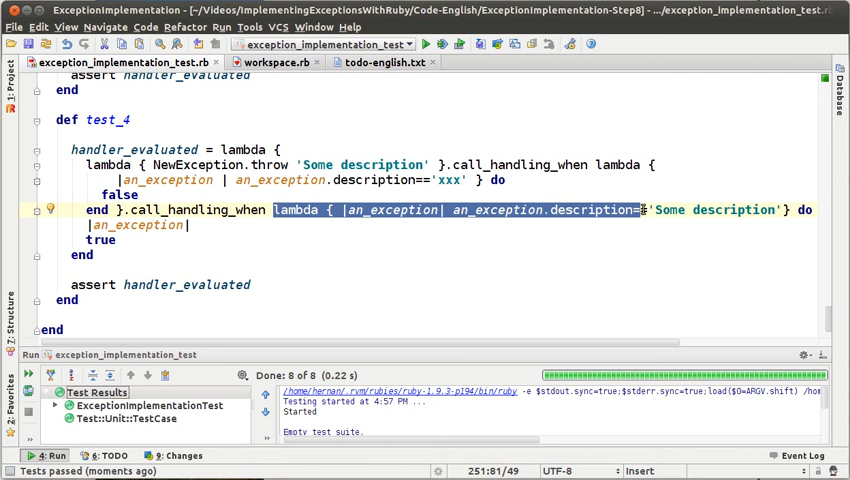 ExceptionImplementation - [~/Videos/ImplementingExceptionsWithRuby/Code-English/ExceptionImplementation-Step8] - .../exception_implementation_test.rb
File Edit View Navigate Code Refactor Run Tools VCS Window Help
exception_implementation_test
exception_implementation_test.rb workspace.rb todo-english.txt
1: Project
Database
assert handler_evaluated
end
def test_4
handler_evaluated = lambda {
lambda { NewException.throw 'Some description' }.call_handling_when lambda {
|an_exception | an_exception.description=='xxx' } do
false
end }.call_handling_when lambda { |an_exception| an_exception.description=='Some description'} do
|an_exception|
true
end
assert handler_evaluated
end
end
7: Structure
2: Favorites
Run exception_implementation_test
Done: 8 of 8 (0.22 s)
Test Results
ExceptionImplementationTest
Test::Unit::TestCase
/home/hernan/.rvm/rubies/ruby-1.9.3-p194/bin/ruby -e $stdout.sync=true;$stderr.sync=true;load($0=ARGV.shift) /hom
Testing started at 4:57 PM ...
Started
Empty test suite.
4: Run 6: TODO 9: Changes Event Log
Tests passed (moments ago) 251:81/49 UTF-8 Insert